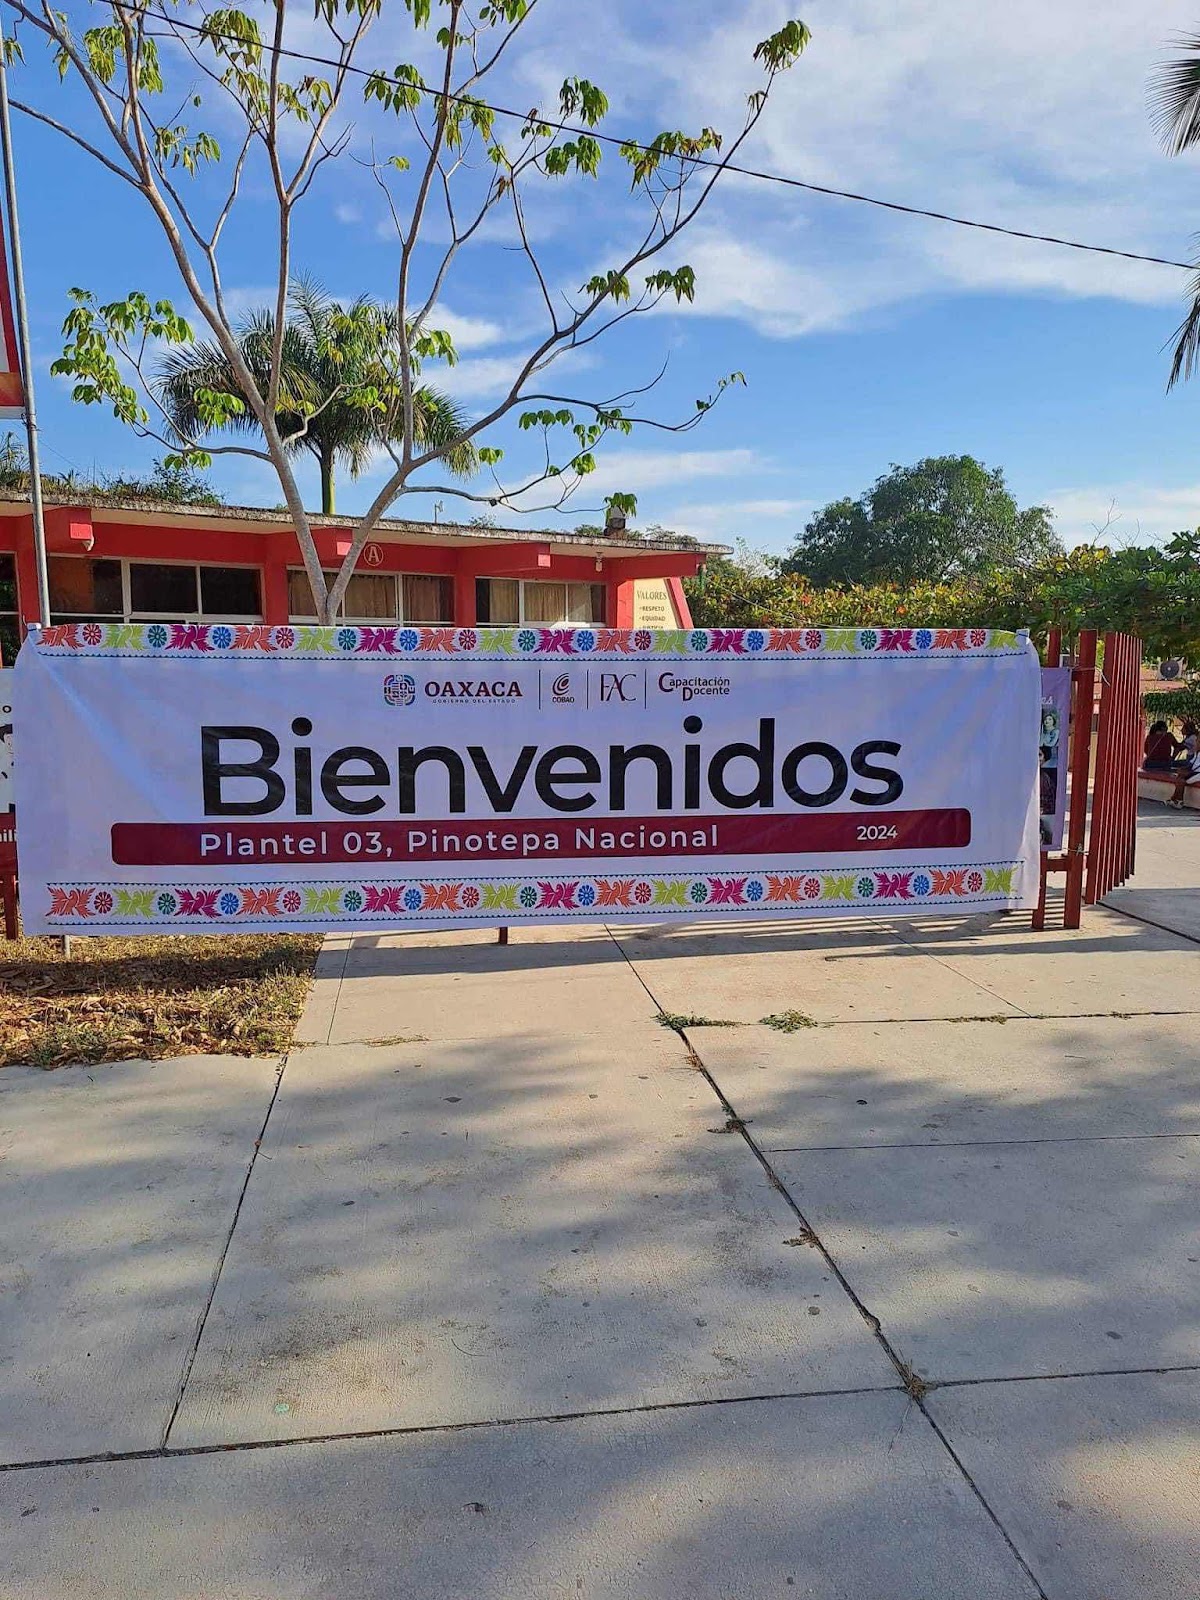 A
VALORES
-RESPETO
-EQUIDAD
OAXACA
GOBIERNO DEL ESTADO
COBAO
FAC
Capacitación
Docente
Bienvenidos
Plantel 03, Pinotepa Nacional
2024